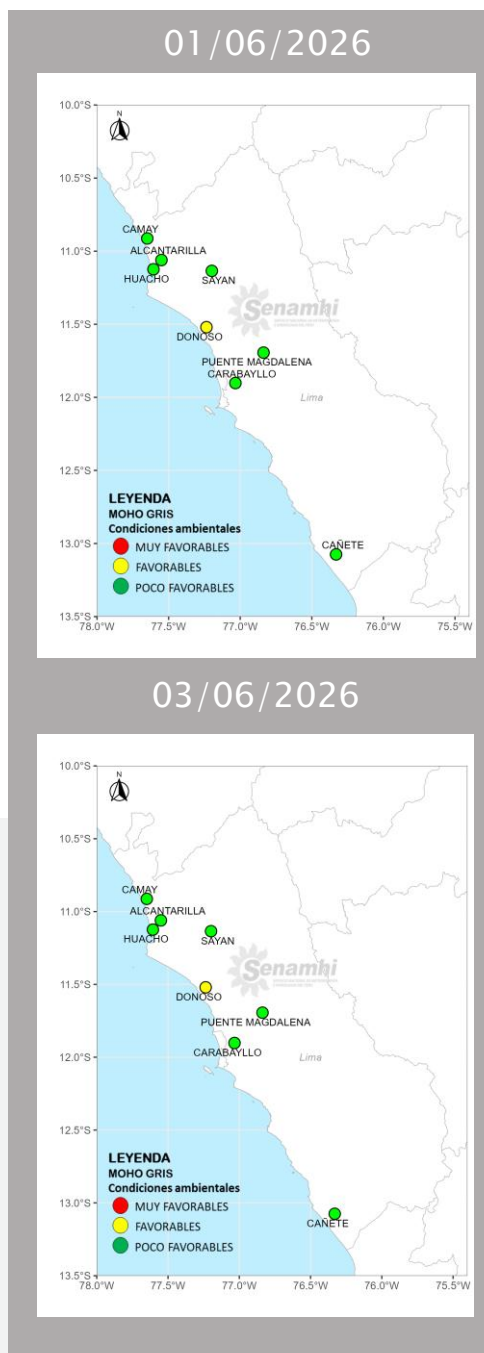 01/06/2026
N
10.0°S
10.5°S
11.0°S
11.5°S
12.0°S
12.5°S
13.0°S
13.5°S
CAMAY
ALCANTARILLA
HUACHO
SAYAN
Senamhi
DONOSO
PUENTE MAGDALENA
CARABAYLLO
Lima
CAÑETE
LEYENDA
MOHO GRIS
Condiciones ambientales
MUY FAVORABLES
FAVORABLES
POCO FAVORABLES
78.0°W 77.5°W 77.0°W 76.5°W 76.0°W 75.5°W
03/06/2026
N
10.0°S
10.5°S
11.0°S
11.5°S
12.0°S
12.5°S
13.0°S
13.5°S
CAMAY
ALCANTARILLA
HUACHO
SAYAN
Senamhi
DONOSO
PUENTE MAGDALENA
CARABAYLLO
Lima
CAÑETE
LEYENDA
MOHO GRIS
Condiciones ambientales
MUY FAVORABLES
FAVORABLES
POCO FAVORABLES
78.0°W 77.5°W 77.0°W 76.5°W 76.0°W 75.5°W